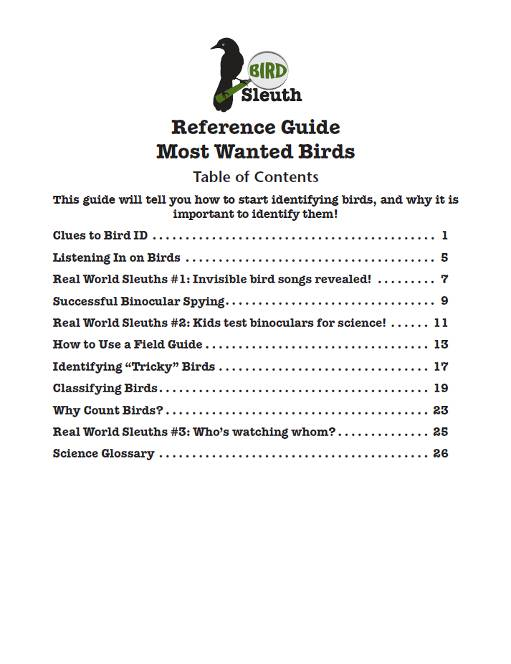 BIRD
Sleuth
Reference Guide
Most Wanted Birds
Table of Contents
This guide will tell you how to start identifying birds, and why it is
important to identify them!
Clues to Bird ID . . . . . . . . . . . . . . . . . . . . . . . . . . . . . . . . . . . . . . . . . . . 1
Listening In on Birds . . . . . . . . . . . . . . . . . . . . . . . . . . . . . . . . . . . . . . 5
Real World Sleuths #1: Invisible bird songs revealed! . . . . . . . . . 7
Successful Binocular Spying. . . . . . . . . . . . . . . . . . . . . . . . . . . . . . . . 9
Real World Sleuths #2: Kids test binoculars for science! . . . . . . 11
How to Use a Field Guide . . . . . . . . . . . . . . . . . . . . . . . . . . . . . . . . . . 13
Identifying “Tricky” Birds . . . . . . . . . . . . . . . . . . . . . . . . . . . . . . . . 17
Classifying Birds. . . . . . . . . . . . . . . . . . . . . . . . . . . . . . . . . . . . . . . . . 19
Why Count Birds? . . . . . . . . . . . . . . . . . . . . . . . . . . . . . . . . . . . . . . . . 23
Real World Sleuths #3: Who’s watching whom? . . . . . . . . . . . . . . 25
Science Glossary . . . . . . . . . . . . . . . . . . . . . . . . . . . . . . . . . . . . . . . . . 26